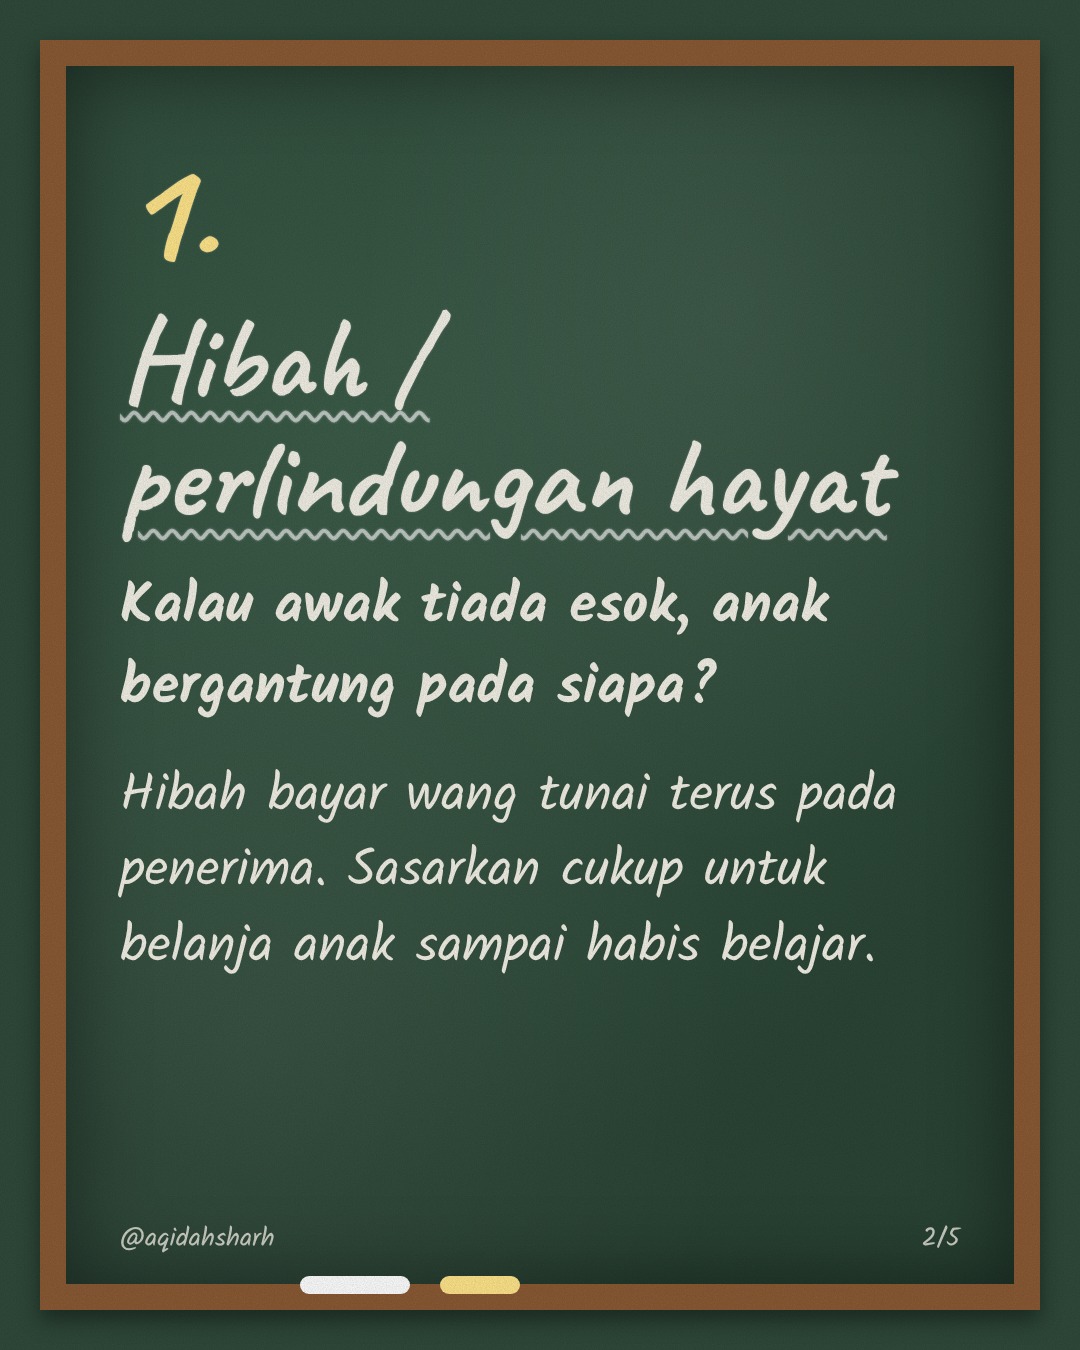 1.
Hibah /
perlindungan hayat
Kalau awak tiada esok, anak
bergantung pada siapa?
Hibah bayar wang tunai terus pada
penerima. Sasarkan cukup untuk
belanja anak sampai habis belajar.
@aqidahsharh
2/5